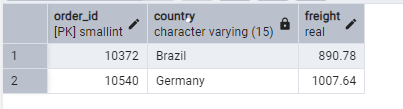 order_id country freight
[PK] smallint character varying (15) real
1 10372 Brazil 890.78
2 10540 Germany 1007.64